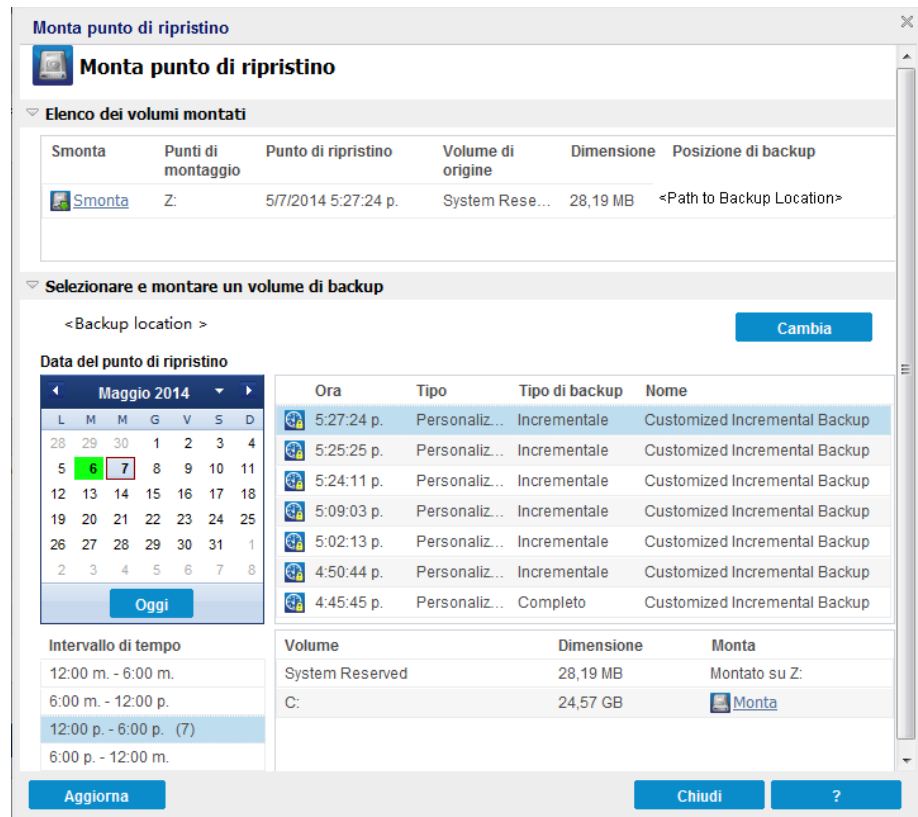 Monta punto di ripristino
Monta punto di ripristino
Elenco dei volumi montati
Smonta Punti di montaggio Punto di ripristino Volume di origine Dimensione Posizione di backup
Smonta Z: 5/7/2014 5:27:24 p. System Rese... 28,19 MB <Path to Backup Location>
Selezionare e montare un volume di backup
<Backup location >
Cambia
Data del punto di ripristino
Maggio 2014
L M M G V S D
28 29 30 1 2 3 4
5 6 7 8 9 10 11
12 13 14 15 16 17 18
19 20 21 22 23 24 25
26 27 28 29 30 31 1
2 3 4 5 6 7 8
Oggi
Ora Tipo Tipo di backup Nome
5:27:24 p. Personaliz... Incrementale Customized Incremental Backup
5:25:25 p. Personaliz... Incrementale Customized Incremental Backup
5:24:11 p. Personaliz... Incrementale Customized Incremental Backup
5:09:03 p. Personaliz... Incrementale Customized Incremental Backup
5:02:13 p. Personaliz... Incrementale Customized Incremental Backup
4:50:44 p. Personaliz... Incrementale Customized Incremental Backup
4:45:45 p. Personaliz... Completo Customized Incremental Backup
Intervallo di tempo
12:00 m. - 6:00 m.
6:00 m. - 12:00 p.
12:00 p. - 6:00 p. (7)
6:00 p. - 12:00 m.
Volume Dimensione Monta
System Reserved 28,19 MB Montato su Z:
C: 24,57 GB Monta
Aggiorna
Chiudi
?